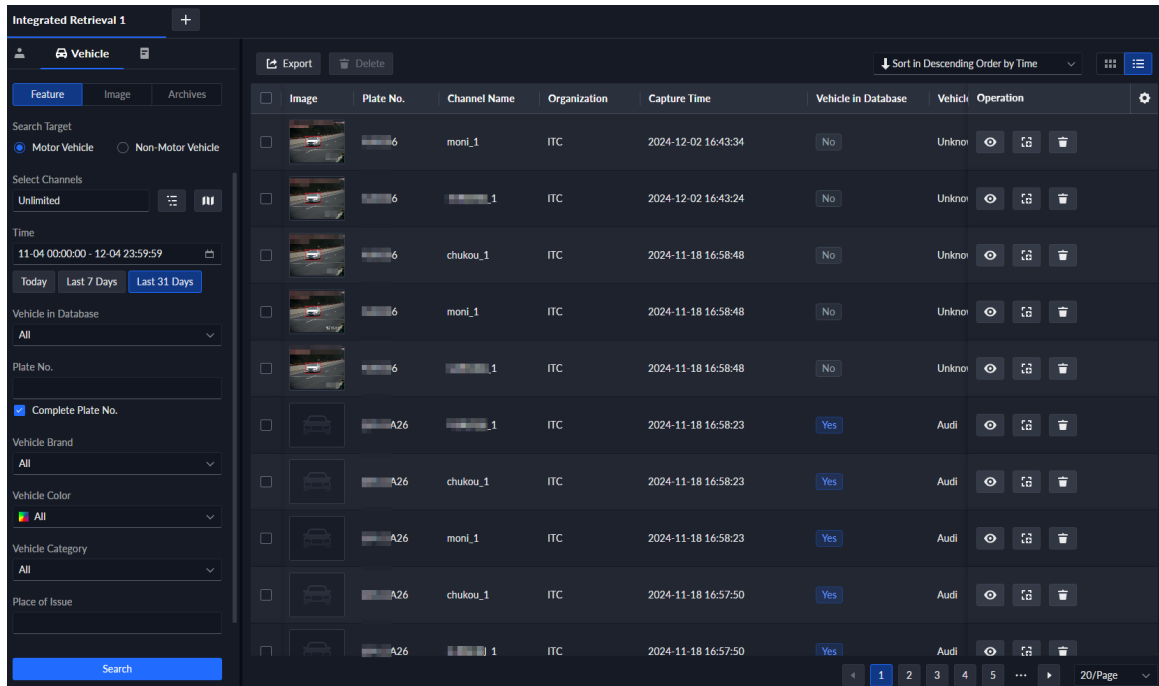 Integrated Retrieval 1
Vehicle
Export Delete Sort in Descending Order by Time
Feature Image Archives
Image Plate No. Channel Name Organization Capture Time Vehicle in Database Vehicl Operation
Search Target
Motor Vehicle Non-Motor Vehicle
6 moni_1 ITC 2024-12-02 16:43:34 No Unknov
Select Channels
Unlimited
6 _1 ITC 2024-12-02 16:43:24 No Unknov
Time
11-04 00:00:00 - 12-04 23:59:59
6 chukou_1 ITC 2024-11-18 16:58:48 No Unknov
Today Last 7 Days Last 31 Days
Vehicle in Database
6 moni_1 ITC 2024-11-18 16:58:48 No Unknov
All
Plate No.
6 1 ITC 2024-11-18 16:58:48 No Unknov
Complete Plate No.
A26 _1 ITC 2024-11-18 16:58:23 Yes Audi
Vehicle Brand
All
A26 chukou_1 ITC 2024-11-18 16:58:23 Yes Audi
Vehicle Color
All
A26 moni_1 ITC 2024-11-18 16:58:23 Yes Audi
Vehicle Category
All
A26 chukou_1 ITC 2024-11-18 16:57:50 Yes Audi
Place of Issue
A26 1 ITC 2024-11-18 16:57:50 Yes Audi
Search
1 2 3 4 5 ... 20/Page